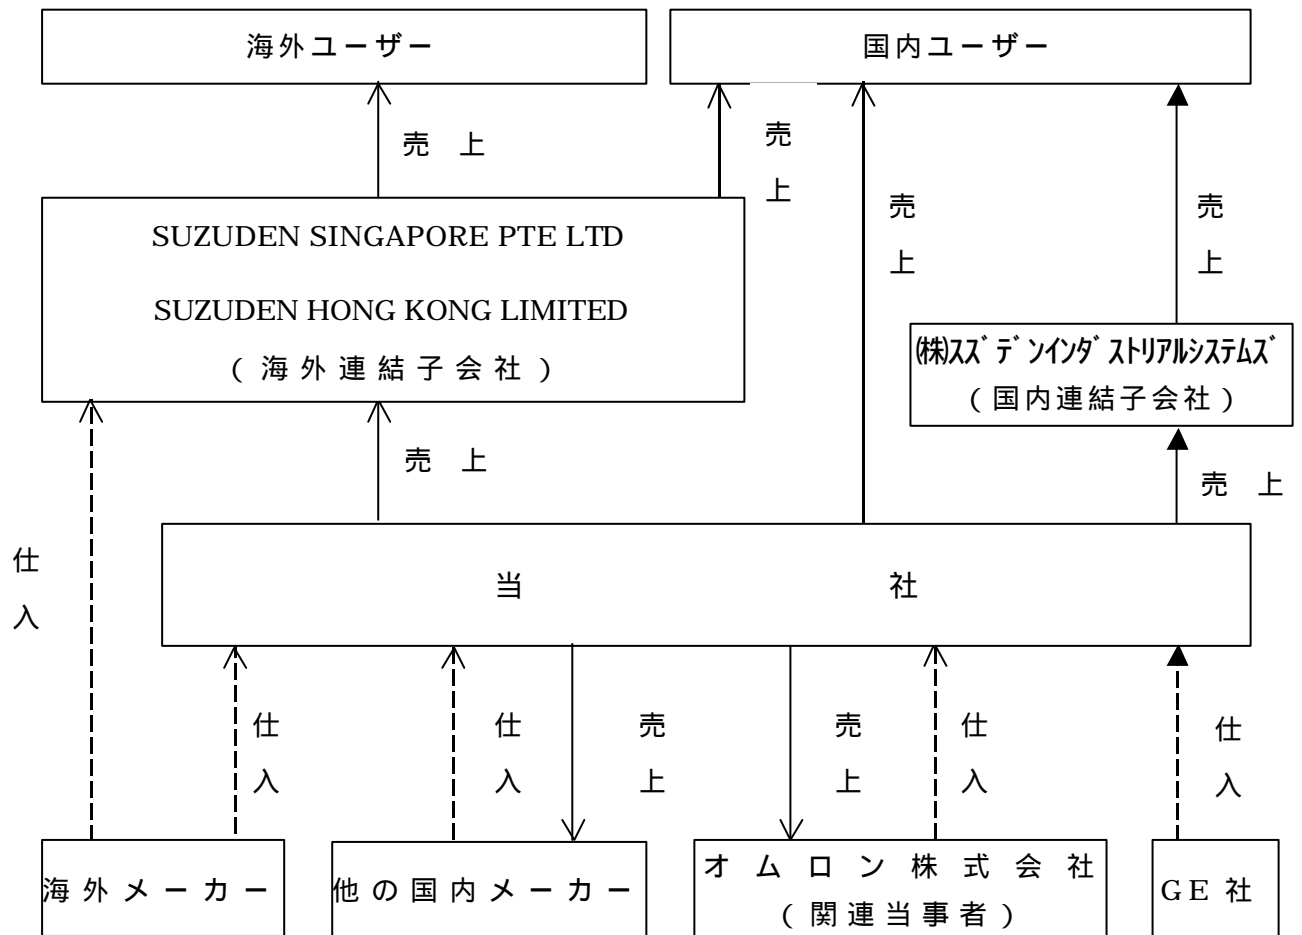 海外ユーザー
国内ユーザー
売上
売上
売上
売上
SUZUDEN SINGAPORE PTE LTD
SUZUDEN HONG KONG LIMITED
(海外連結子会社)
㈱スズデンインダストリアルシステムズ
(国内連結子会社)
売上
売上
仕入
当社
仕入
仕入
売上
売上
仕入
仕入
海外メーカー
他の国内メーカー
オムロン株式会社
(関連当事者)
GE社